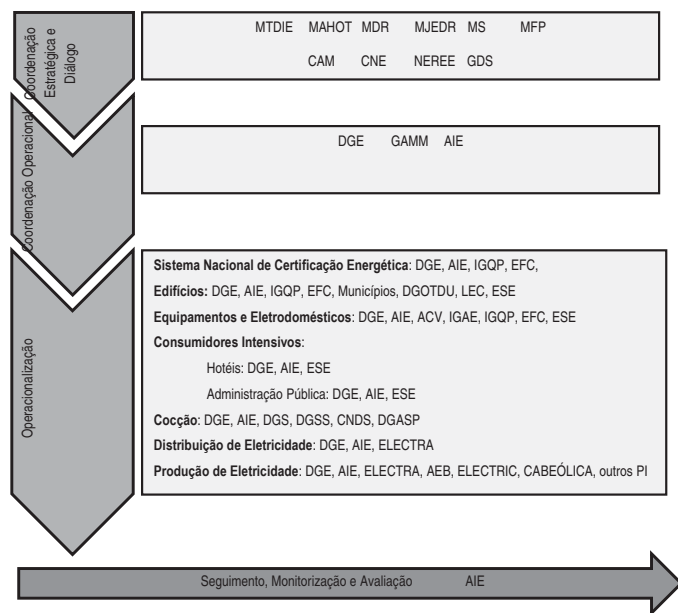 Coordenação
Estratégica e
Diálogo
MTDIE MAHOT MDR MJEDR MS MFP
CAM CNE NEREE GDS
Coordenação Operacional
DGE GAMM AIE
Operacionalização
Sistema Nacional de Certificação Energética: DGE, AIE, IGQP, EFC,
Edifícios: DGE, AIE, IGQP, EFC, Municípios, DGOTDU, LEC, ESE
Equipamentos e Eletrodomésticos: DGE, AIE, ACV, IGAE, IGQP, EFC, ESE
Consumidores Intensivos:
Hotéis: DGE, AIE, ESE
Administração Pública: DGE, AIE, ESE
Cocção: DGE, AIE, DGS, DGSS, CNDS, DGASP
Distribuição de Eletricidade: DGE, AIE, ELECTRA
Produção de Eletricidade: DGE, AIE, ELECTRA, AEB, ELECTRIC, CABEÓLICA, outros PI
Seguimento, Monitorização e Avaliação AIE